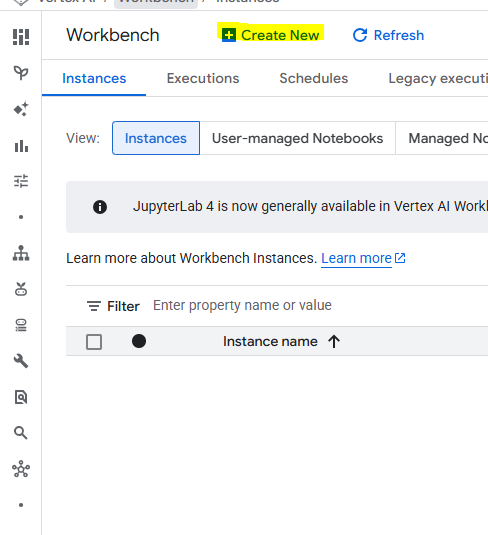 Vertex AI / Workbench / Instances
Workbench Create New Refresh
Instances Executions Schedules Legacy executi
View: Instances User-managed Notebooks Managed No
JupyterLab 4 is now generally available in Vertex AI Workl
Learn more about Workbench Instances. Learn more
Filter Enter property name or value
Instance name